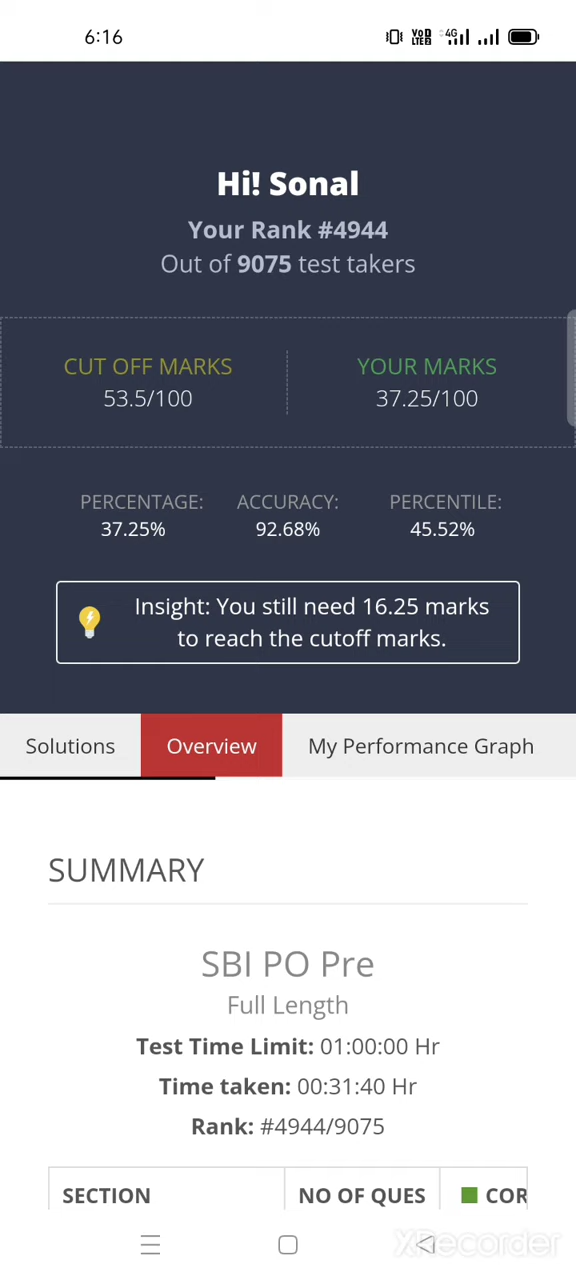 6:16
VoD LTE2 4G
Hi! Sonal
Your Rank #4944
Out of 9075 test takers
CUT OFF MARKS YOUR MARKS
53.5/100 37.25/100
PERCENTAGE: ACCURACY: PERCENTILE:
37.25% 92.68% 45.52%
Insight: You still need 16.25 marks
to reach the cutoff marks.
Solutions Overview My Performance Graph
SUMMARY
SBI PO Pre
Full Length
Test Time Limit: 01:00:00 Hr
Time taken: 00:31:40 Hr
Rank: #4944/9075
SECTION NO OF QUES COR
XRecorder